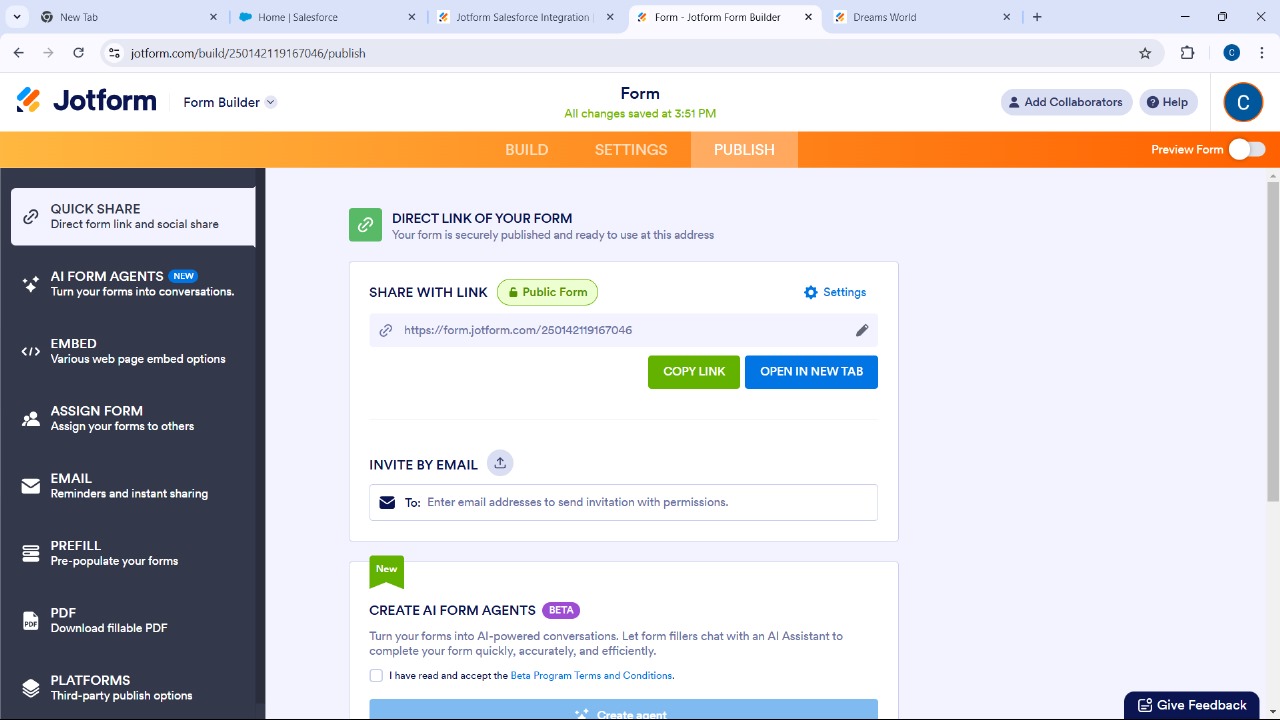 New Tab
Home | Salesforce
Jotform Salesforce Integration |
Form - Jotform Form Builder
Dreams World
jotform.com/build/250142119167046/publish
C
Jotform
Form Builder
Form
All changes saved at 3:51 PM
Add Collaborators
Help
C
BUILD
SETTINGS
PUBLISH
Preview Form
QUICK SHARE
Direct form link and social share
AI FORM AGENTS NEW
Turn your forms into conversations.
EMBED
Various web page embed options
ASSIGN FORM
Assign your forms to others
EMAIL
Reminders and instant sharing
PREFILL
Pre-populate your forms
PDF
Download fillable PDF
PLATFORMS
Third-party publish options
DIRECT LINK OF YOUR FORM
Your form is securely published and ready to use at this address
SHARE WITH LINK
Public Form
Settings
https://form.jotform.com/250142119167046
COPY LINK
OPEN IN NEW TAB
INVITE BY EMAIL
To: Enter email addresses to send invitation with permissions.
New
CREATE AI FORM AGENTS BETA
Turn your forms into AI-powered conversations. Let form fillers chat with an AI Assistant to
complete your form quickly, accurately, and efficiently.
I have read and accept the Beta Program Terms and Conditions.
Create agent
Give Feedback